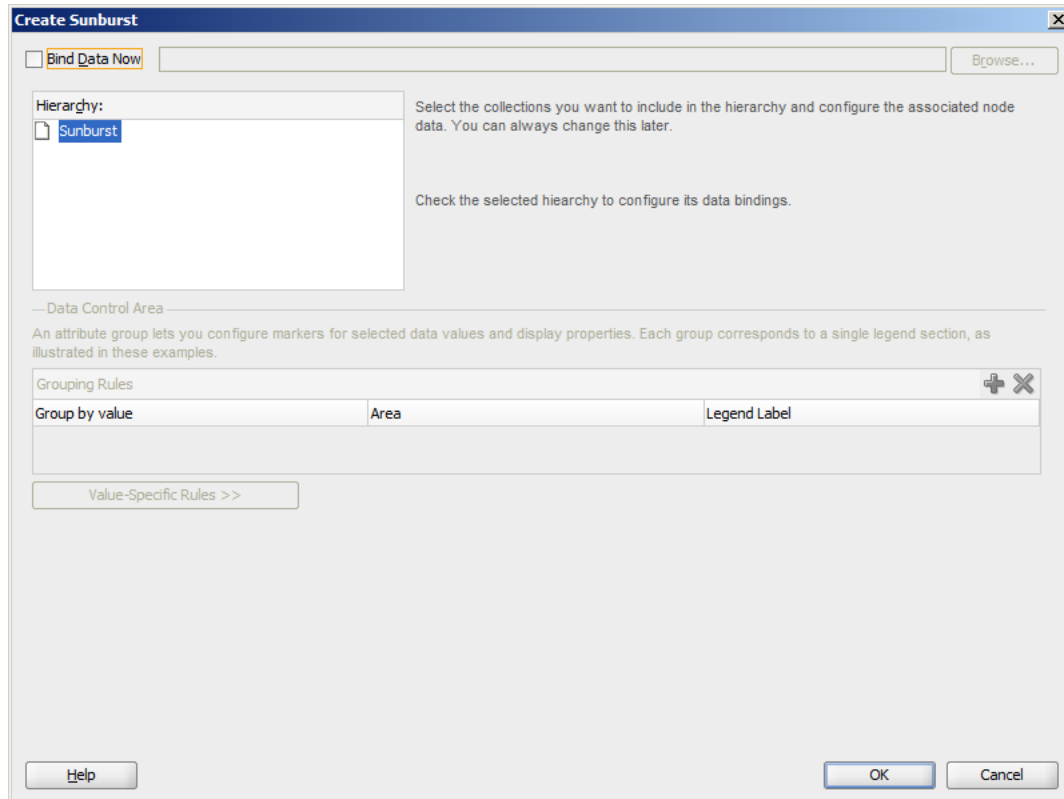 Create Sunburst
Bind Data Now
Browse...
Hierarchy:
Sunburst
Select the collections you want to include in the hierarchy and configure the associated node
data. You can always change this later.
Check the selected hiearchy to configure its data bindings.
Data Control Area
An attribute group lets you configure markers for selected data values and display properties. Each group corresponds to a single legend section, as
illustrated in these examples.
Grouping Rules
Group by value Area Legend Label
Value-Specific Rules >>
Help OK Cancel